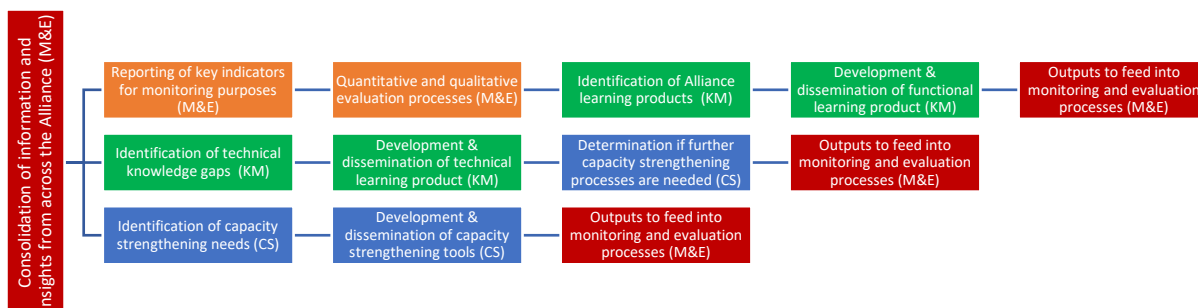 Consolidation of information and
nsights from across the Alliance (M&E)
Reporting of key indicators
for monitoring purposes
(M&E)
Quantitative and qualitative
evaluation processes (M&E)
Identification of Alliance
learning products (KM)
Development &
dissemination of functional
learning product (KM)
Outputs to feed into
monitoring and evaluation
processes (M&E)
Identification of technical
knowledge gaps (KM)
Development &
dissemination of technical
learning product (KM)
Determination if further
capacity strengthening
processes are needed (CS)
Outputs to feed into
monitoring and evaluation
processes (M&E)
Identification of capacity
strengthening needs (CS)
Development &
dissemination of capacity
strengthening tools (CS)
Outputs to feed into
monitoring and evaluation
processes (M&E)